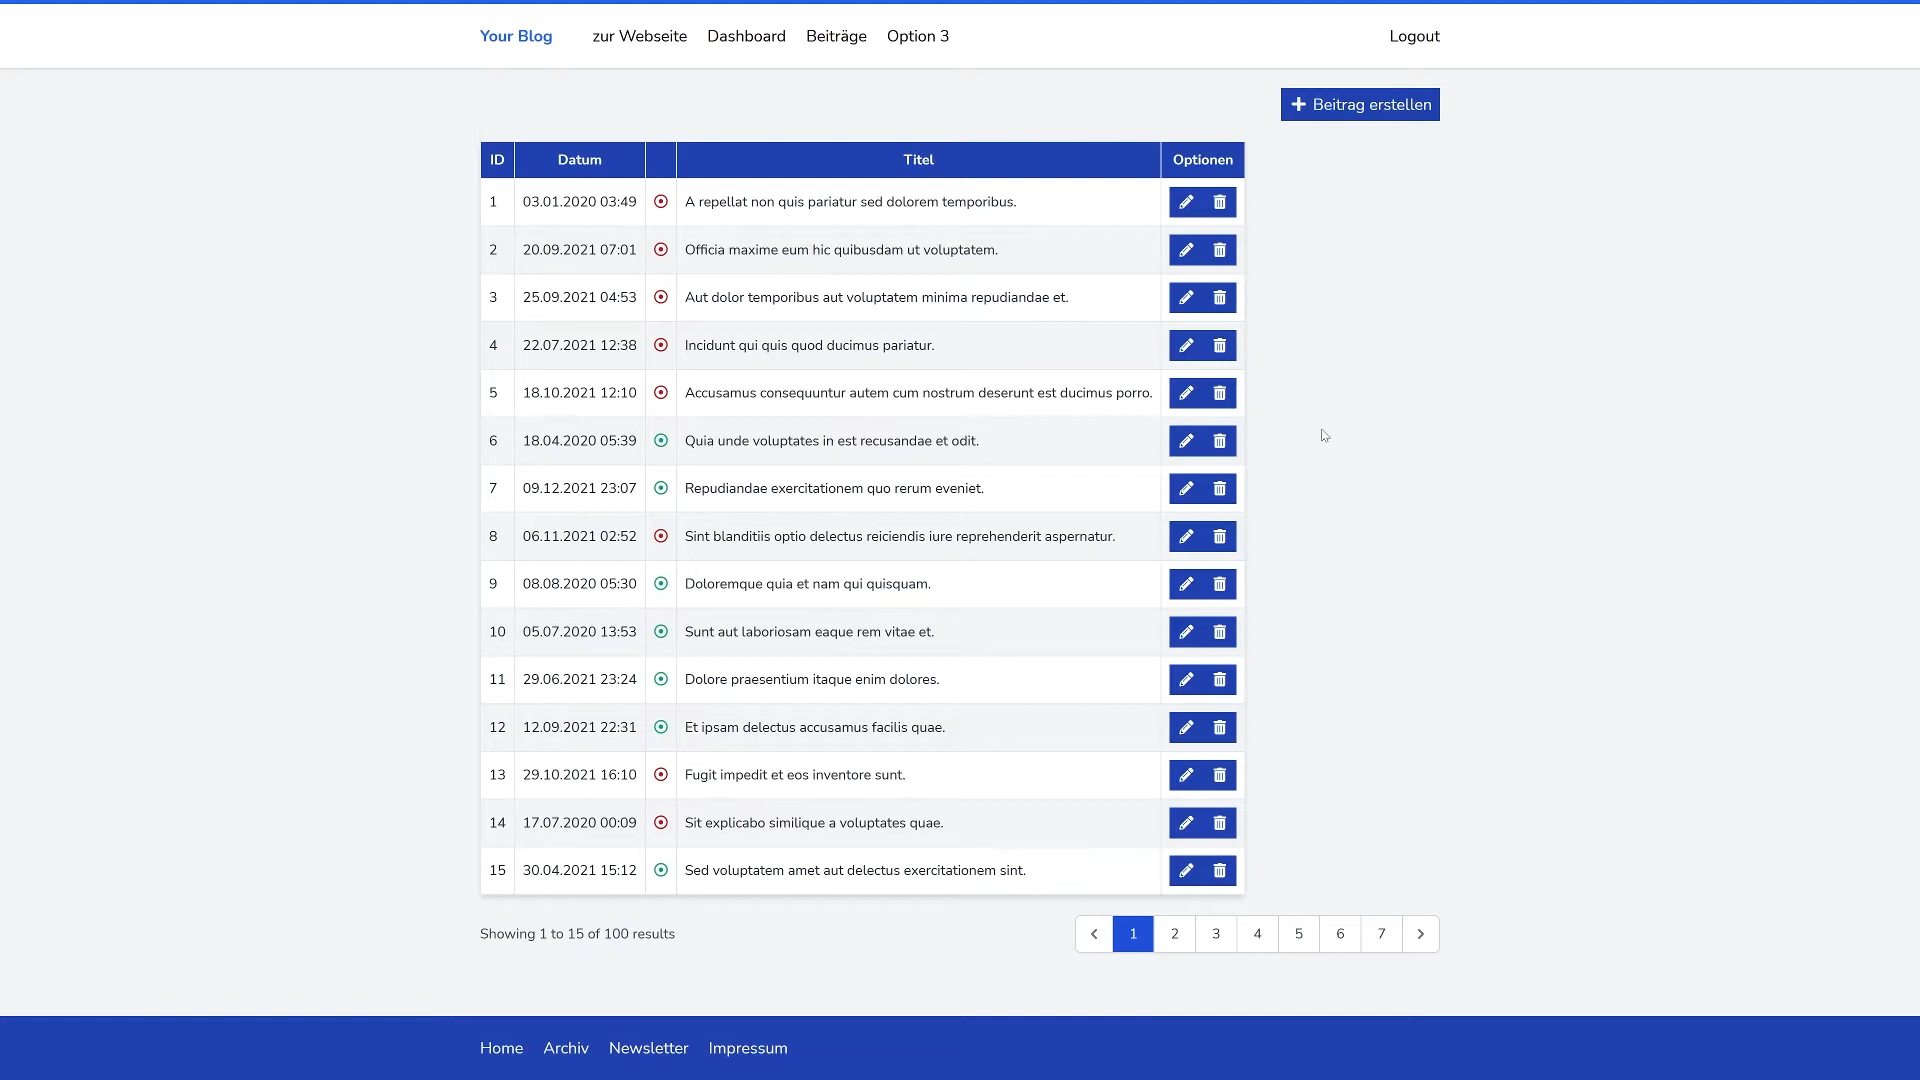 Your Blog zur Webseite Dashboard Beiträge Option 3 Logout
Beitrag erstellen
ID Datum Titel Optionen
1 03.01.2020 03:49 A repellat non quis pariatur sed dolorem temporibus.
2 20.09.2021 07:01 Officia maxime eum hic quibusdam ut voluptatem.
3 25.09.2021 04:53 Aut dolor temporibus aut voluptatem minima repudiandae et.
4 22.07.2021 12:38 Incidunt qui quis quod ducimus pariatur.
5 18.10.2021 12:10 Accusamus consequuntur autem cum nostrum deserunt est ducimus porro.
6 18.04.2020 05:39 Quia unde voluptates in est recusandae et odit.
7 09.12.2021 23:07 Repudiandae exercitationem quo rerum eveniet.
8 06.11.2021 02:52 Sint blanditiis optio delectus reiciendis iure reprehenderit aspernatur.
9 08.08.2020 05:30 Doloremque quia et nam qui quisquam.
10 05.07.2020 13:53 Sunt aut laboriosam eaque rem vitae et.
11 29.06.2021 23:24 Dolore praesentium itaque enim dolores.
12 12.09.2021 22:31 Et ipsam delectus accusamus facilis quae.
13 29.10.2021 16:10 Fugit impedit et eos inventore sunt.
14 17.07.2020 00:09 Sit explicabo similique a voluptates quae.
15 30.04.2021 15:12 Sed voluptatem amet aut delectus exercitationem sint.
Showing 1 to 15 of 100 results 1 2 3 4 5 6 7
Home Archiv Newsletter Impressum